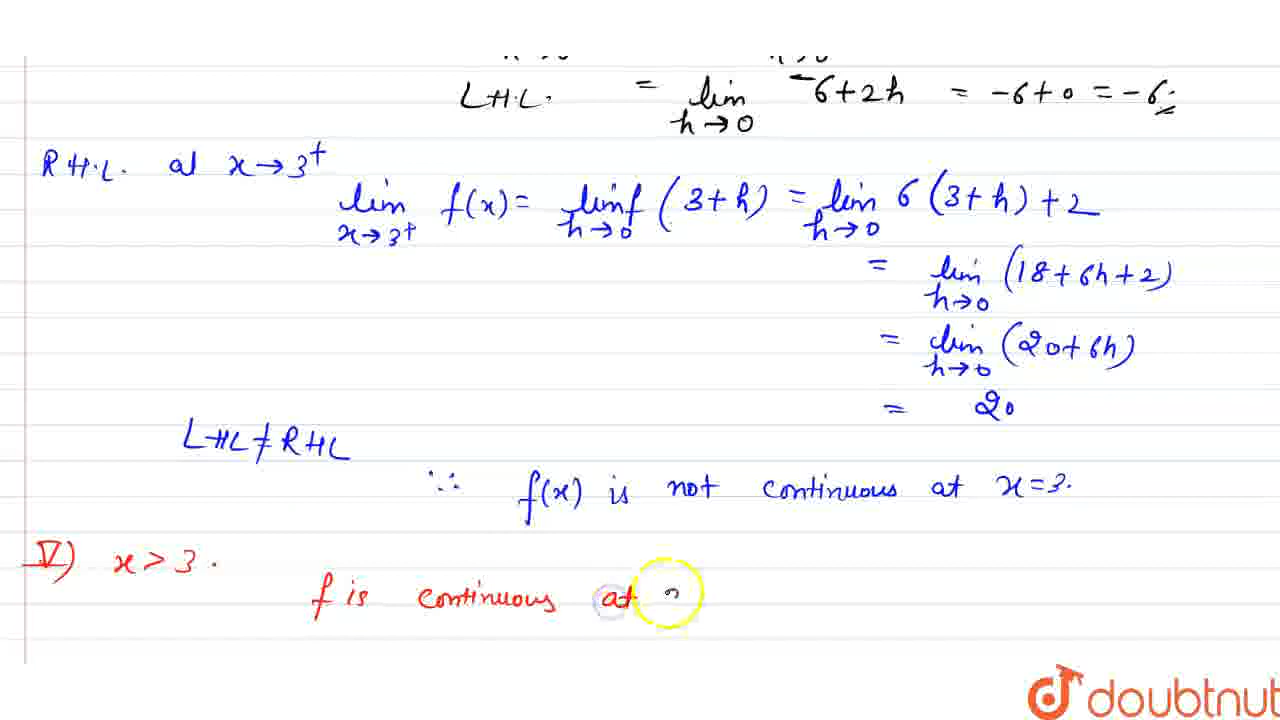 L.H.L. = lim -6+2h = -6+0 = -6.
h→0
R.H.L. at x→3⁺
lim f(x) = lim f(3+h) = lim 6(3+h)+2
x→3⁺ h→0 h→0
= lim (18+6h+2)
h→0
= lim (20+6h)
h→0
= 20
LHL ≠ RHL
∵ f(x) is not continuous at x=3.
V) x>3.
f is continuous at
doubtnut